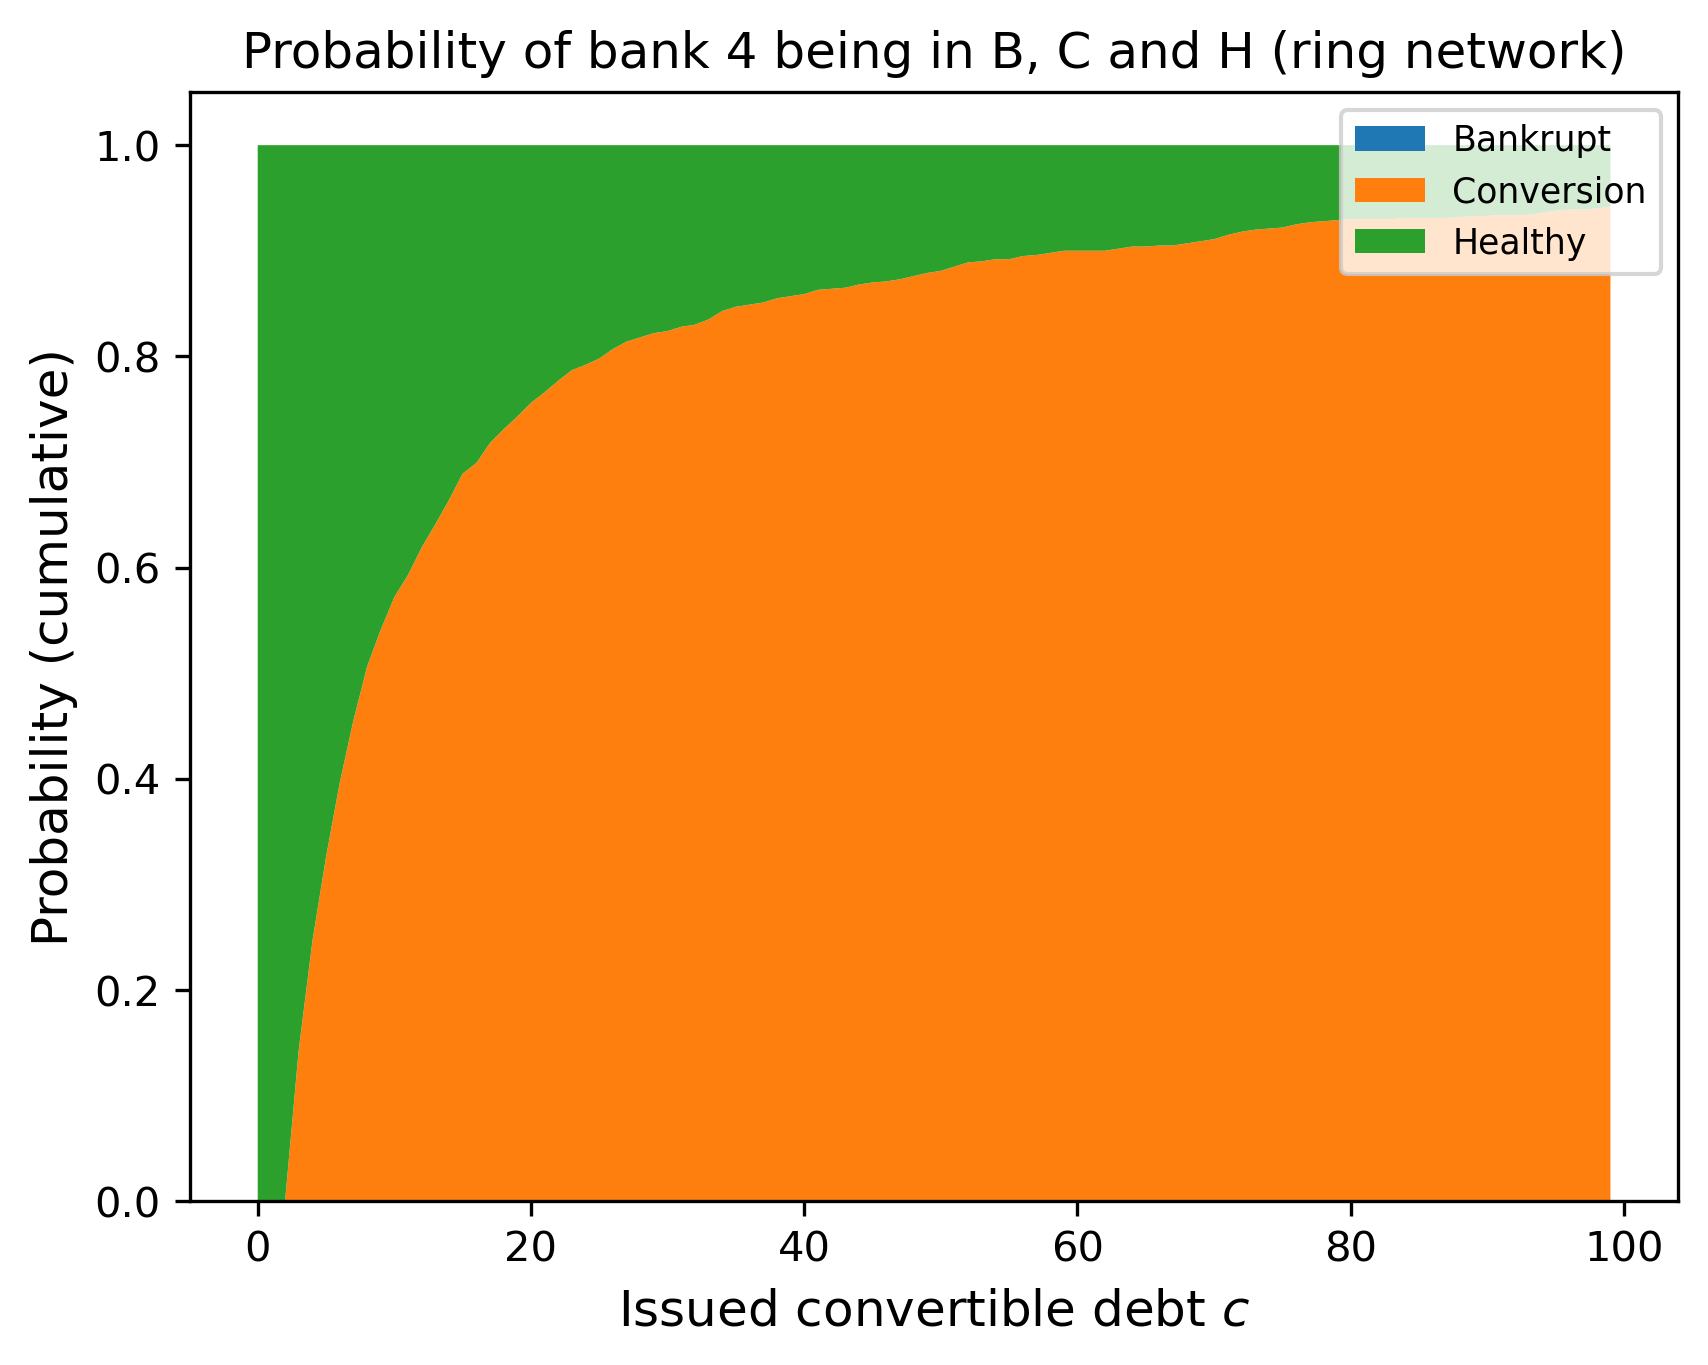 Probability of bank 4 being in B, C and H (ring network)
Bankrupt
Conversion
Healthy
Probability (cumulative)
1.0
0.8
0.6
0.4
0.2
0.0
0 20 40 60 80 100
Issued convertible debt c